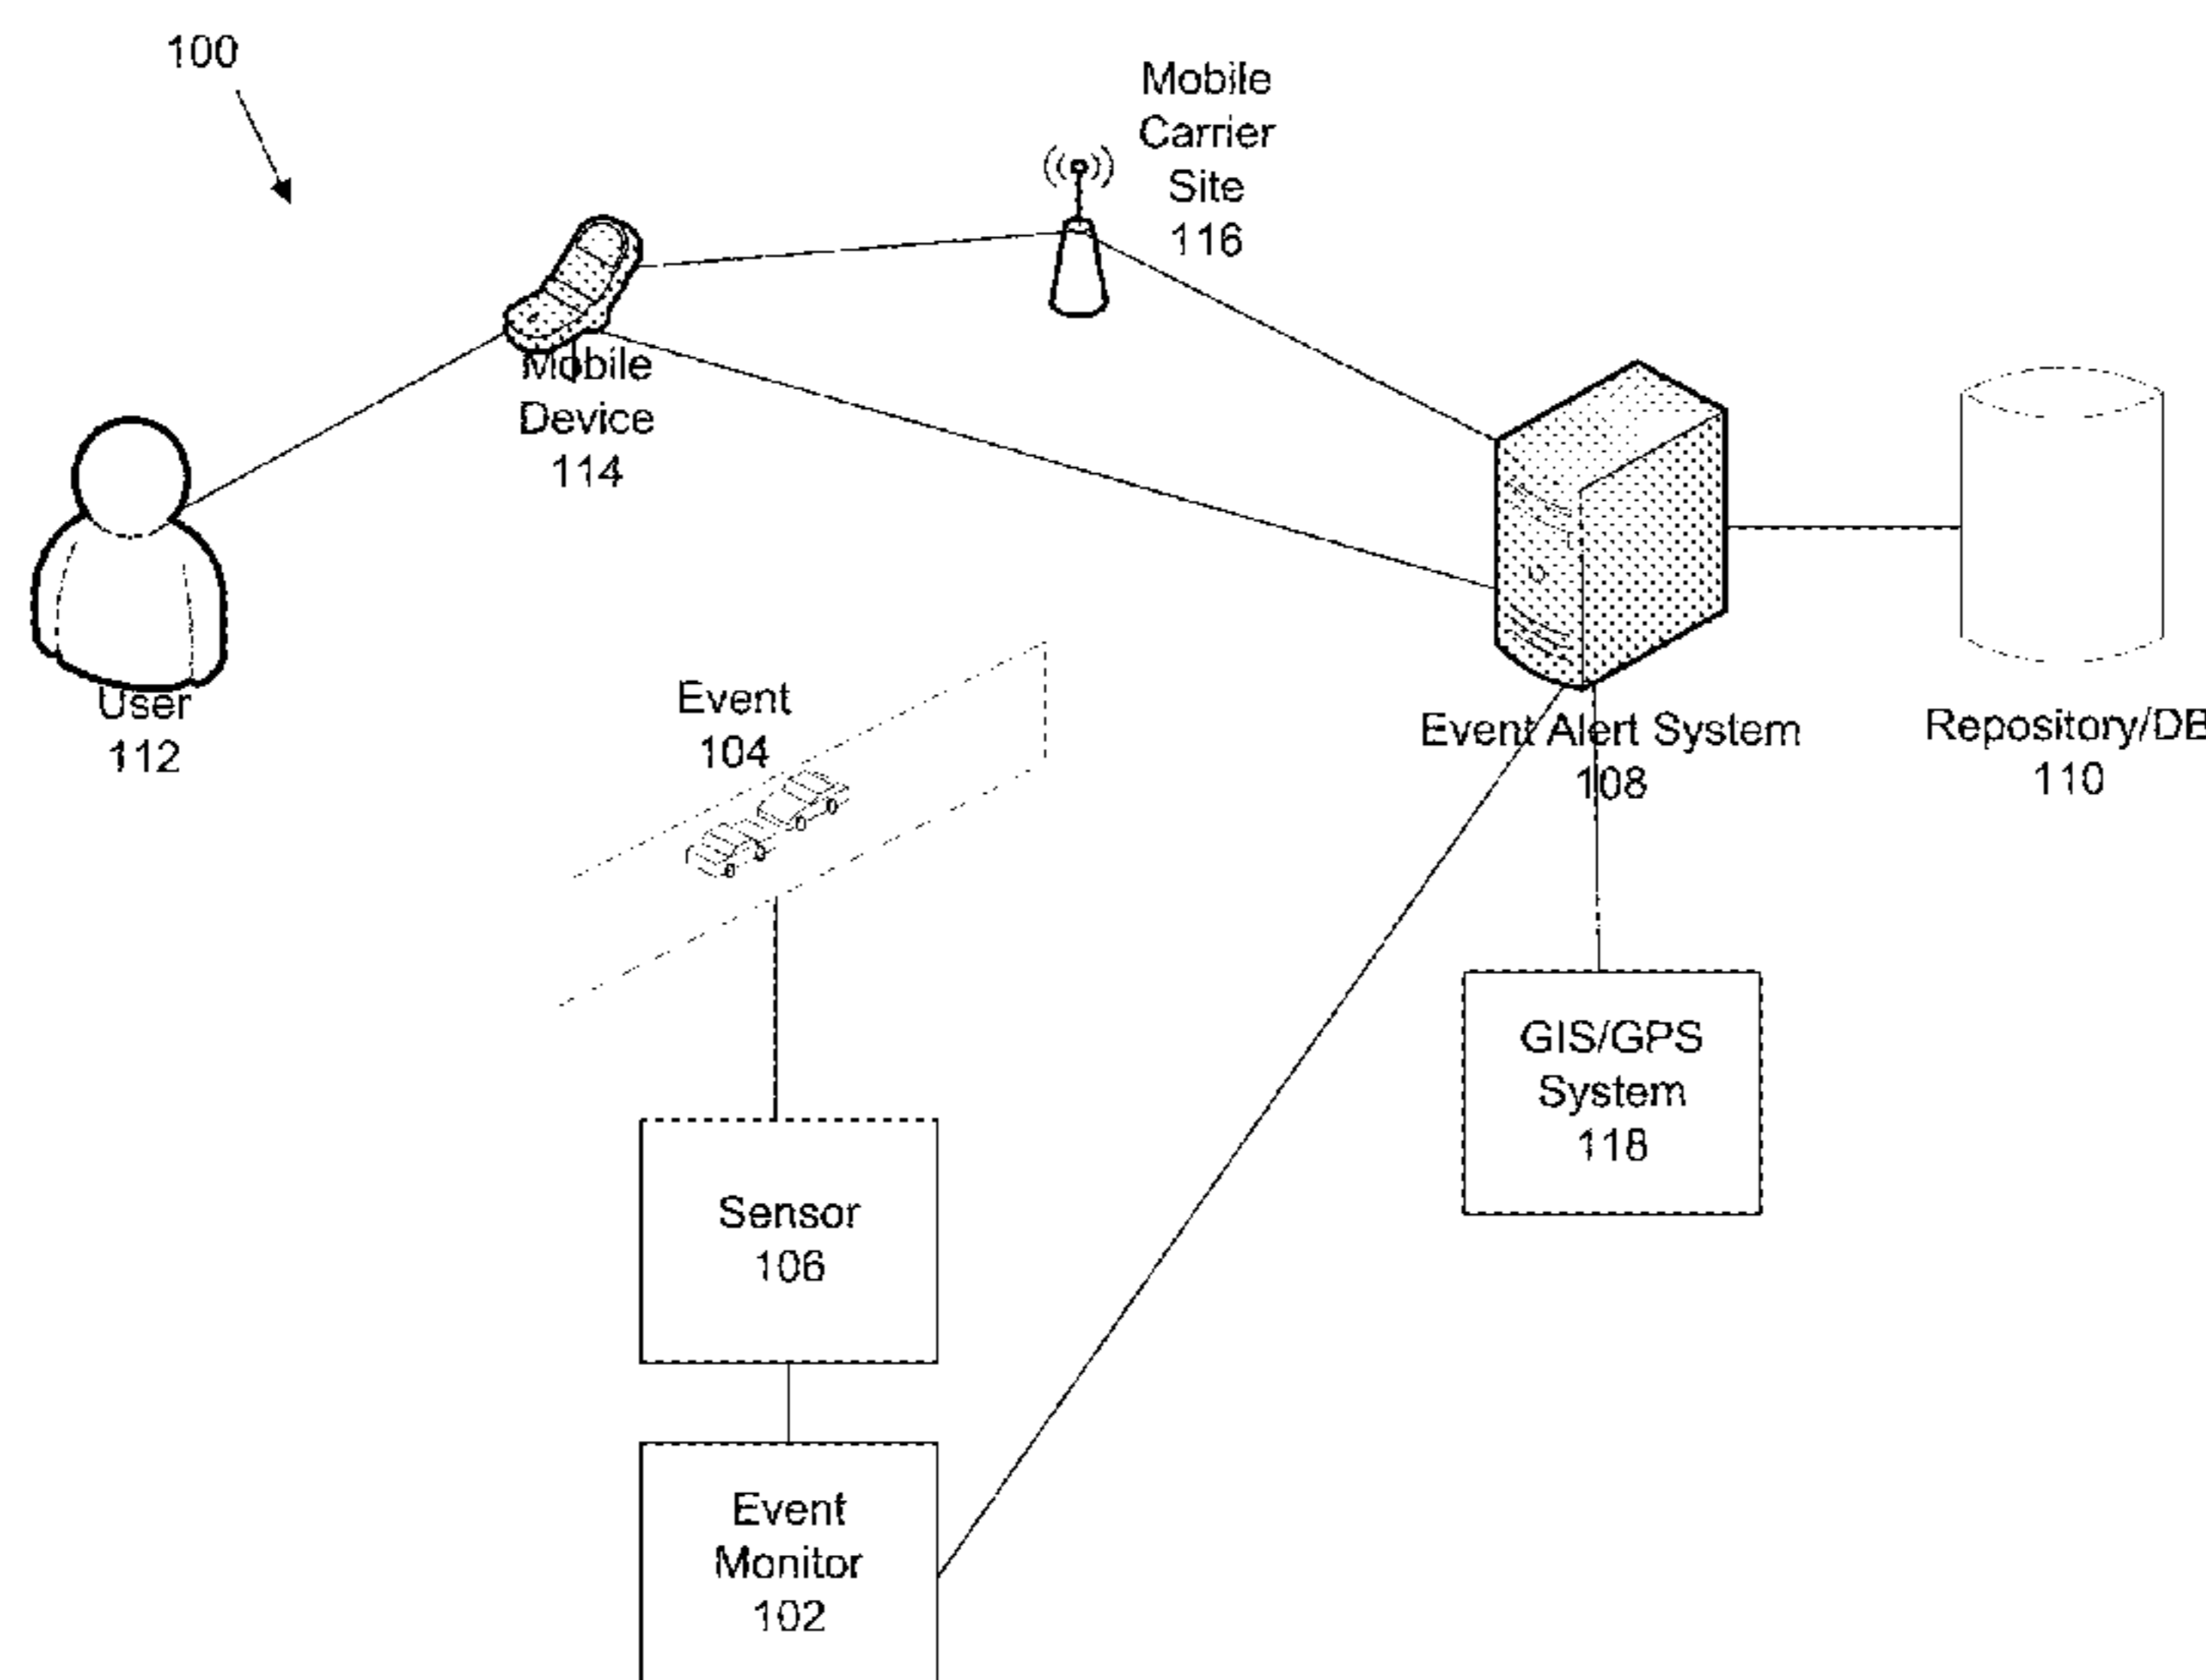 100
Mobile
Carrier
Site
116
Mobile
Device
114
User
112
Event
104
Event Alert System
108
Repository/DB
110
GIS/GPS
System
118
Sensor
106
Event
Monitor
102